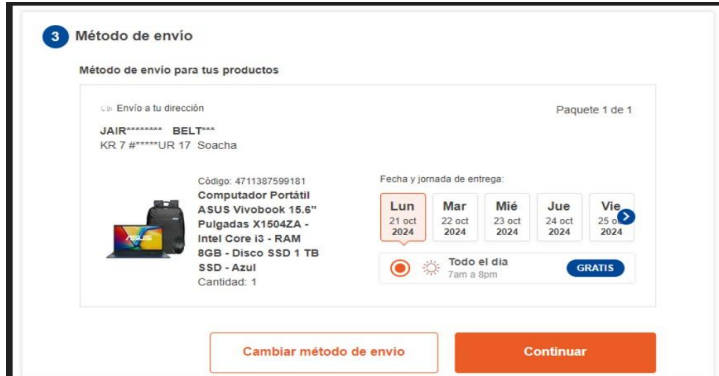 3 Método de envío
Método de envio para tus productos
Envío a tu dirección
Paquete 1 de 1
JAIR******** BELT***
KR 7 #*****UR 17 Soacha
Código: 4711387599181
Computador Portátil
ASUS Vivobook 15.6"
Pulgadas X1504ZA -
Intel Core i3 - RAM
8GB - Disco SSD 1 TB
SSD - Azul
Cantidad: 1
Fecha y jornada de entrega:
Lun Mar Mié Jue Vie
21 oct 22 oct 23 oct 24 oct 25
2024 2024 2024 2024 2024
Todo el día
7am a 8pm
GRATIS
Cambiar método de envío
Continuar